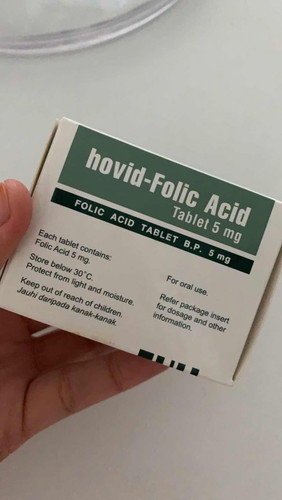 hovid-Folic Acid
Tablet 5 mg
FOLIC ACID TABLET B.P. 5 mg
Each tablet contains:
Folic Acid 5 mg.
Store below 30°C.
Protect from light and moisture.
Keep out of reach of children.
Jauhi daripada kanak-kanak.
For oral use.
Refer package insert
for dosage and other
information.